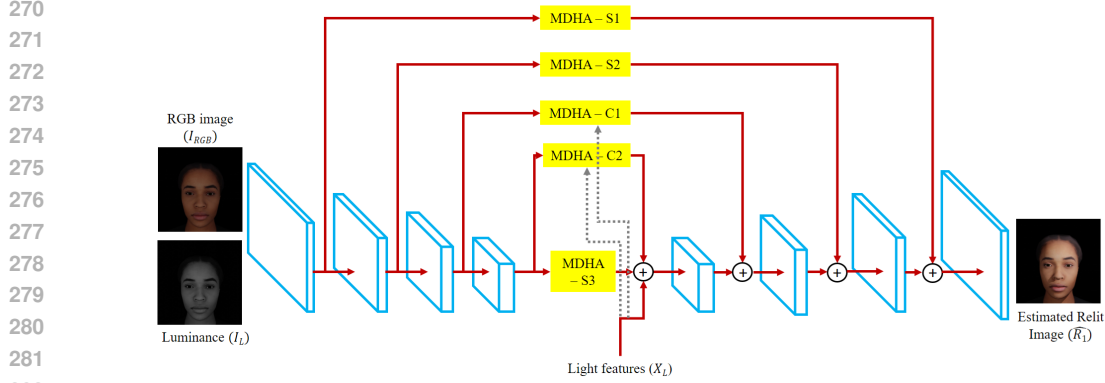 270
271
272
273
274
275
276
277
278
279
280
281
MDHA – S1
MDHA – S2
MDHA – C1
MDHA – C2
RGB image
(I_RGB)
MDHA
– S3
+
+
+
+
Luminance (I_L)
Light features (X_L)
Estimated Relit
Image (R̂_1)